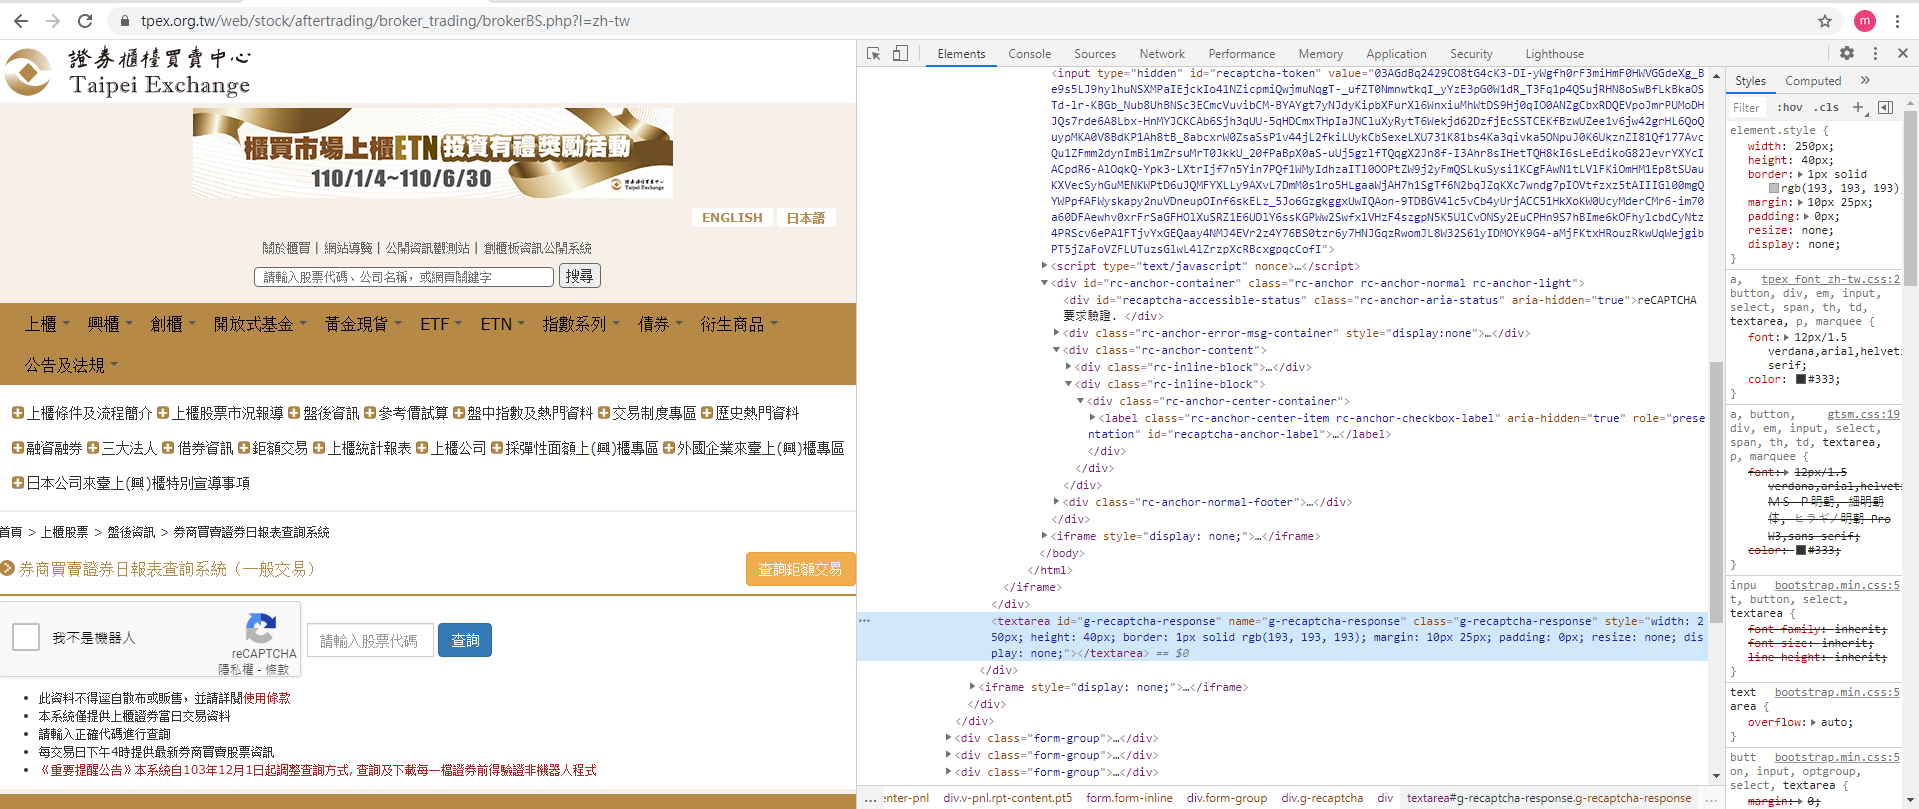 tpex.org.tw/web/stock/aftertrading/broker_trading/brokerBS.php?l=zh-tw
m
證券櫃檯買賣中心
Taipei Exchange
櫃買市場上櫃ETN投資有禮獎勵活動
110/1/4~110/6/30
證券櫃檯買賣中心
Taipei Exchange
ENGLISH 日本語
關於櫃買 | 網站導覽 | 公開資訊觀測站 | 創櫃板資訊公開系統
請輸入股票代碼、公司名稱，或網頁關鍵字 搜尋
上櫃 興櫃 創櫃 開放式基金 黃金現貨 ETF ETN 指數系列 債券 衍生商品
公告及法規
上櫃條件及流程簡介 上櫃股票市況報導 盤後資訊 參考價試算 盤中指數及熱門資料 交易制度專區 歷史熱門資料
融資融券 三大法人 借券資訊 鉅額交易 上櫃統計報表 上櫃公司 採彈性面額上(興)櫃專區 外國企業來臺上(興)櫃專區
日本公司來臺上(興)櫃特別宣導事項
首頁 > 上櫃股票 > 盤後資訊 > 券商買賣證券日報表查詢系統
券商買賣證券日報表查詢系統（一般交易） 查詢鉅額交易
我不是機器人
reCAPTCHA
隱私權 - 條款
請輸入股票代碼 查詢
此資料不得逕自散布或販售，並請詳閱使用條款
本系統僅提供上櫃證券當日交易資料
請輸入正確代碼進行查詢
每交易日下午4時提供最新券商買賣股票資訊
《重要提醒公告》本系統自103年12月1日起調整查詢方式, 查詢及下載每一檔證券前得驗證非機器人程式
Elements Console Sources Network Performance Memory Application Security Lighthouse
<input type="hidden" id="recaptcha-token" value="
<script type="text/javascript" nonce>…</script>
<div id="rc-anchor-container" class="rc-anchor rc-anchor-normal rc-anchor-light">
<div id="recaptcha-accessible-status" class="rc-anchor-aria-status" aria-hidden="true">reCAPTCHA
要求驗證. </div>
<div class="rc-anchor-error-msg-container" style="display:none">…</div>
<div class="rc-anchor-content">
<div class="rc-inline-block">…</div>
<div class="rc-inline-block">
<div class="rc-anchor-center-container">
<label class="rc-anchor-center-item rc-anchor-checkbox-label" aria-hidden="true" role="prese
ntation" id="recaptcha-anchor-label">…</label>
</div>
</div>
</div>
<div class="rc-anchor-normal-footer">…</div>
</div>
<iframe style="display: none;">…</iframe>
</body>
</html>
</iframe>
</div>
<textarea id="g-recaptcha-response" name="g-recaptcha-response" class="g-recaptcha-response" style="width: 2
50px; height: 40px; border: 1px solid rgb(193, 193, 193); margin: 10px 25px; padding: 0px; resize: none; dis
play: none;"></textarea> == $0
</div>
<iframe style="display: none;">…</iframe>
</div>
</div>
<div class="form-group">…</div>
<div class="form-group">…</div>
<div class="form-group">…</div>
… enter-pnl div.v-pnl.rpt-content.pt5 form.form-inline div.form-group div.g-recaptcha div textarea#g-recaptcha-response.g-recaptcha-response …
Styles Computed »
Filter :hov .cls +
element.style {
width: 250px;
height: 40px;
border: 1px solid
rgb(193, 193, 193)
margin: 10px 25px;
padding: 0px;
resize: none;
display: none;
}
a, tpex_font_zh-tw.css:2
button, div, em, input,
select, span, th, td,
textarea, p, marquee {
font: 12px/1.5
verdana,arial,helveti
serif;
color: #333;
}
a, button, gtsm.css:19
div, em, input, select,
span, th, td, textarea,
p, marquee {
font: 12px/1.5
verdana,arial,helveti
ＭＳ Ｐ明朝, 細明朝
体, ヒラギノ明朝 Pro
W3,sans serif;
color: #333;
}
inpu bootstrap.min.css:5
t, button, select,
textarea {
font-family: inherit;
font-size: inherit;
line-height: inherit;
}
text bootstrap.min.css:5
area {
overflow: auto;
}
butt bootstrap.min.css:5
on, input, optgroup,
select, textarea {
margin: 0;